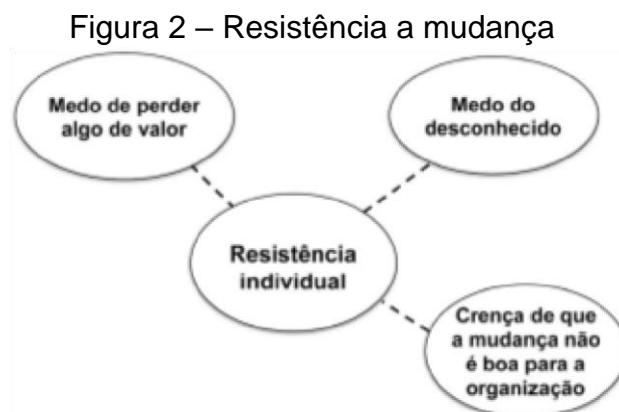 Figura 2 – Resistência a mudança
Medo de perder
algo de valor
Medo do
desconhecido
Resistência
individual
Crença de que
a mudança não
é boa para a
organização